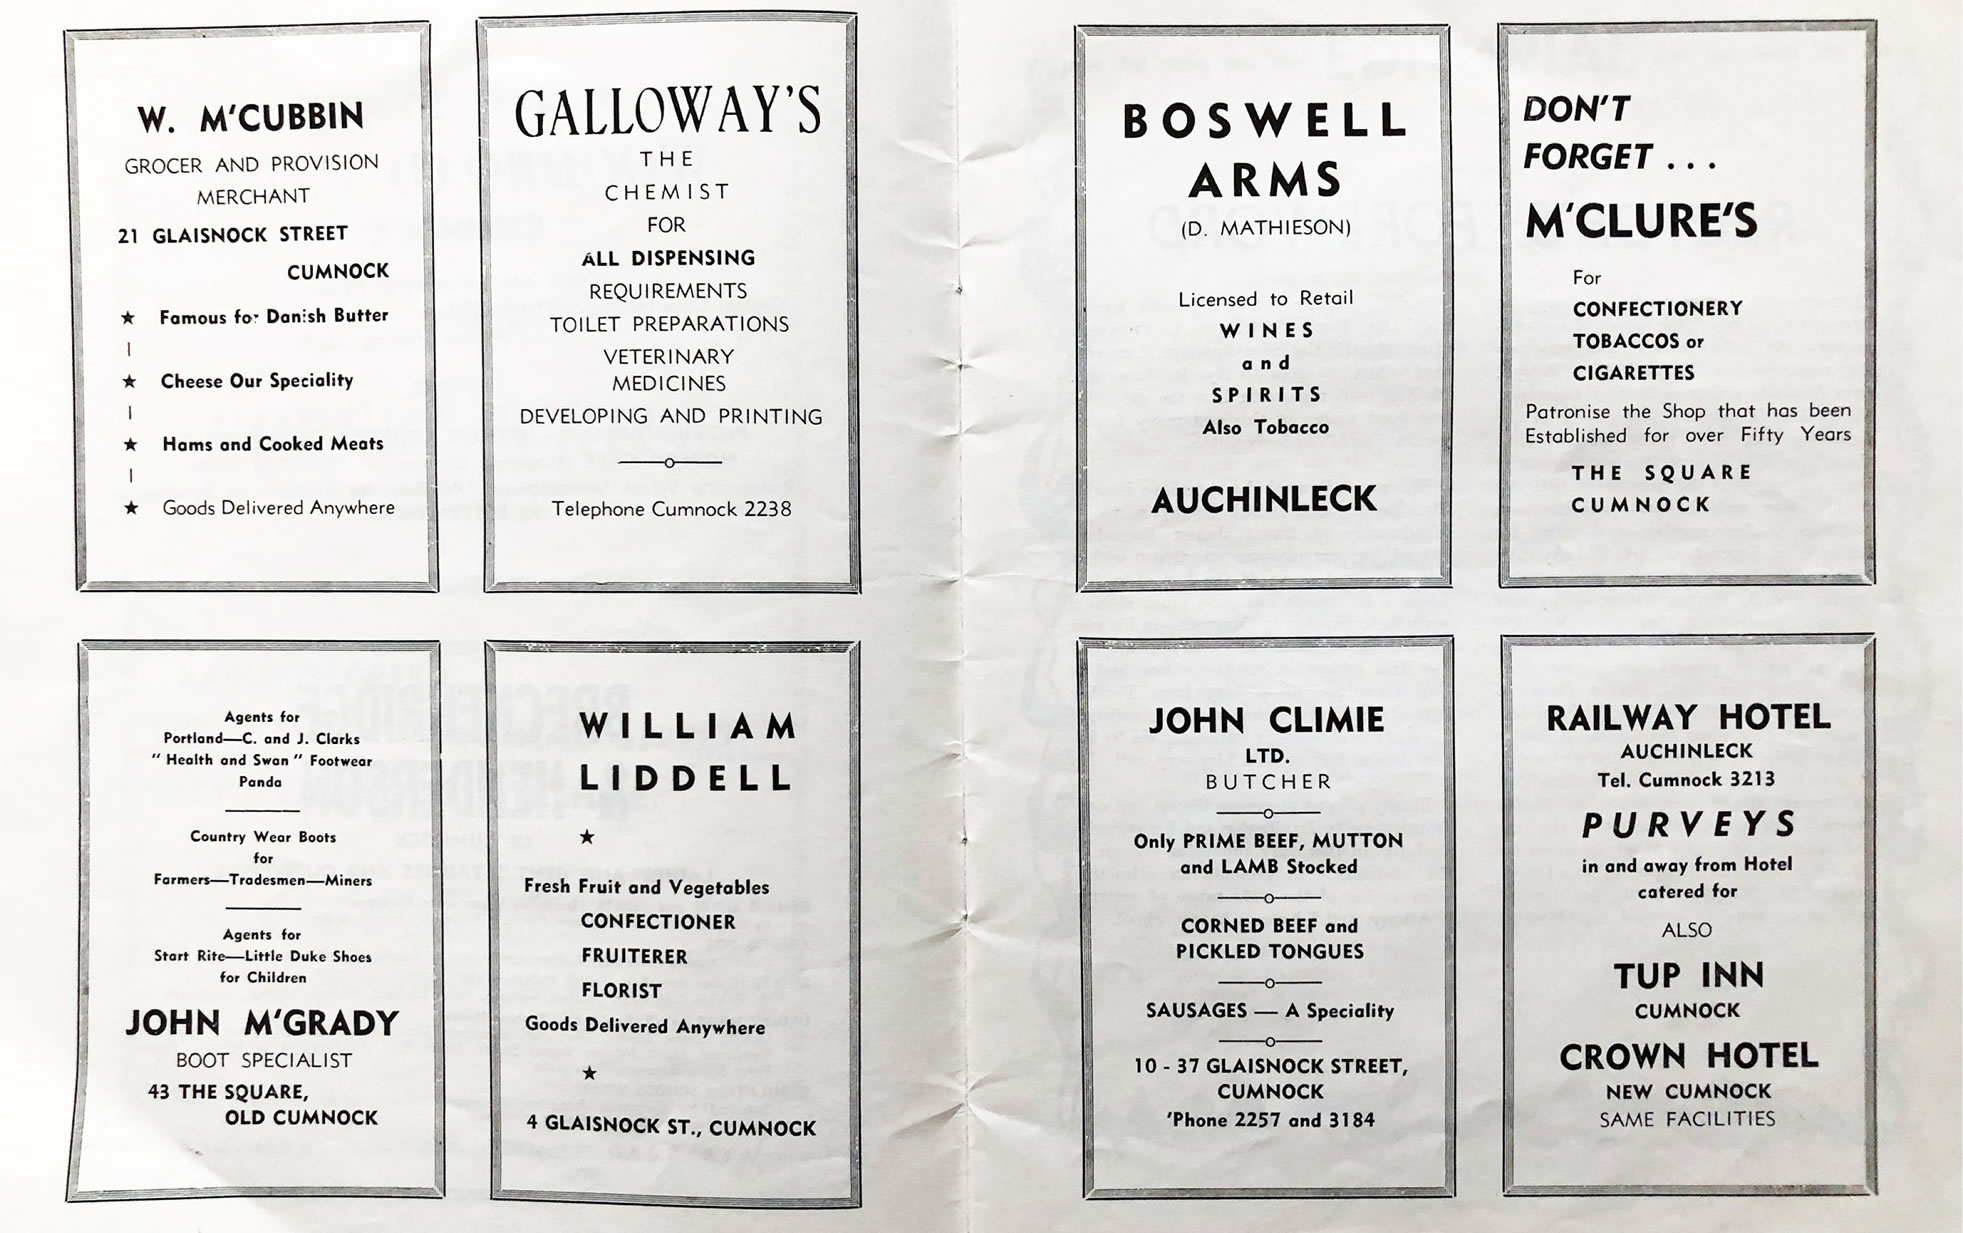 W. M'CUBBIN
GROCER AND PROVISION
MERCHANT
21 GLAISNOCK STREET
CUMNOCK
★ Famous for Danish Butter
★ Cheese Our Speciality
★ Hams and Cooked Meats
★ Goods Delivered Anywhere
GALLOWAY'S
THE
CHEMIST
FOR
ALL DISPENSING
REQUIREMENTS
TOILET PREPARATIONS
VETERINARY
MEDICINES
DEVELOPING AND PRINTING
Telephone Cumnock 2238
Agents for
Portland—C. and J. Clarks
" Health and Swan " Footwear
Panda
Country Wear Boots
for
Farmers—Tradesmen—Miners
Agents for
Start Rite—Little Duke Shoes
for Children
JOHN M'GRADY
BOOT SPECIALIST
43 THE SQUARE,
OLD CUMNOCK
WILLIAM
LIDDELL
★
Fresh Fruit and Vegetables
CONFECTIONER
FRUITERER
FLORIST
Goods Delivered Anywhere
★
4 GLAISNOCK ST., CUMNOCK
BOSWELL
ARMS
(D. MATHIESON)
Licensed to Retail
WINES
and
SPIRITS
Also Tobacco
AUCHINLECK
DON'T
FORGET . . .
M'CLURE'S
For
CONFECTIONERY
TOBACCOS or
CIGARETTES
Patronise the Shop that has been
Established for over Fifty Years
THE SQUARE
CUMNOCK
JOHN CLIMIE
LTD.
BUTCHER
Only PRIME BEEF, MUTTON
and LAMB Stocked
CORNED BEEF and
PICKLED TONGUES
SAUSAGES — A Speciality
10 - 37 GLAISNOCK STREET,
CUMNOCK
'Phone 2257 and 3184
RAILWAY HOTEL
AUCHINLECK
Tel. Cumnock 3213
PURVEYS
in and away from Hotel
catered for
ALSO
TUP INN
CUMNOCK
CROWN HOTEL
NEW CUMNOCK
SAME FACILITIES